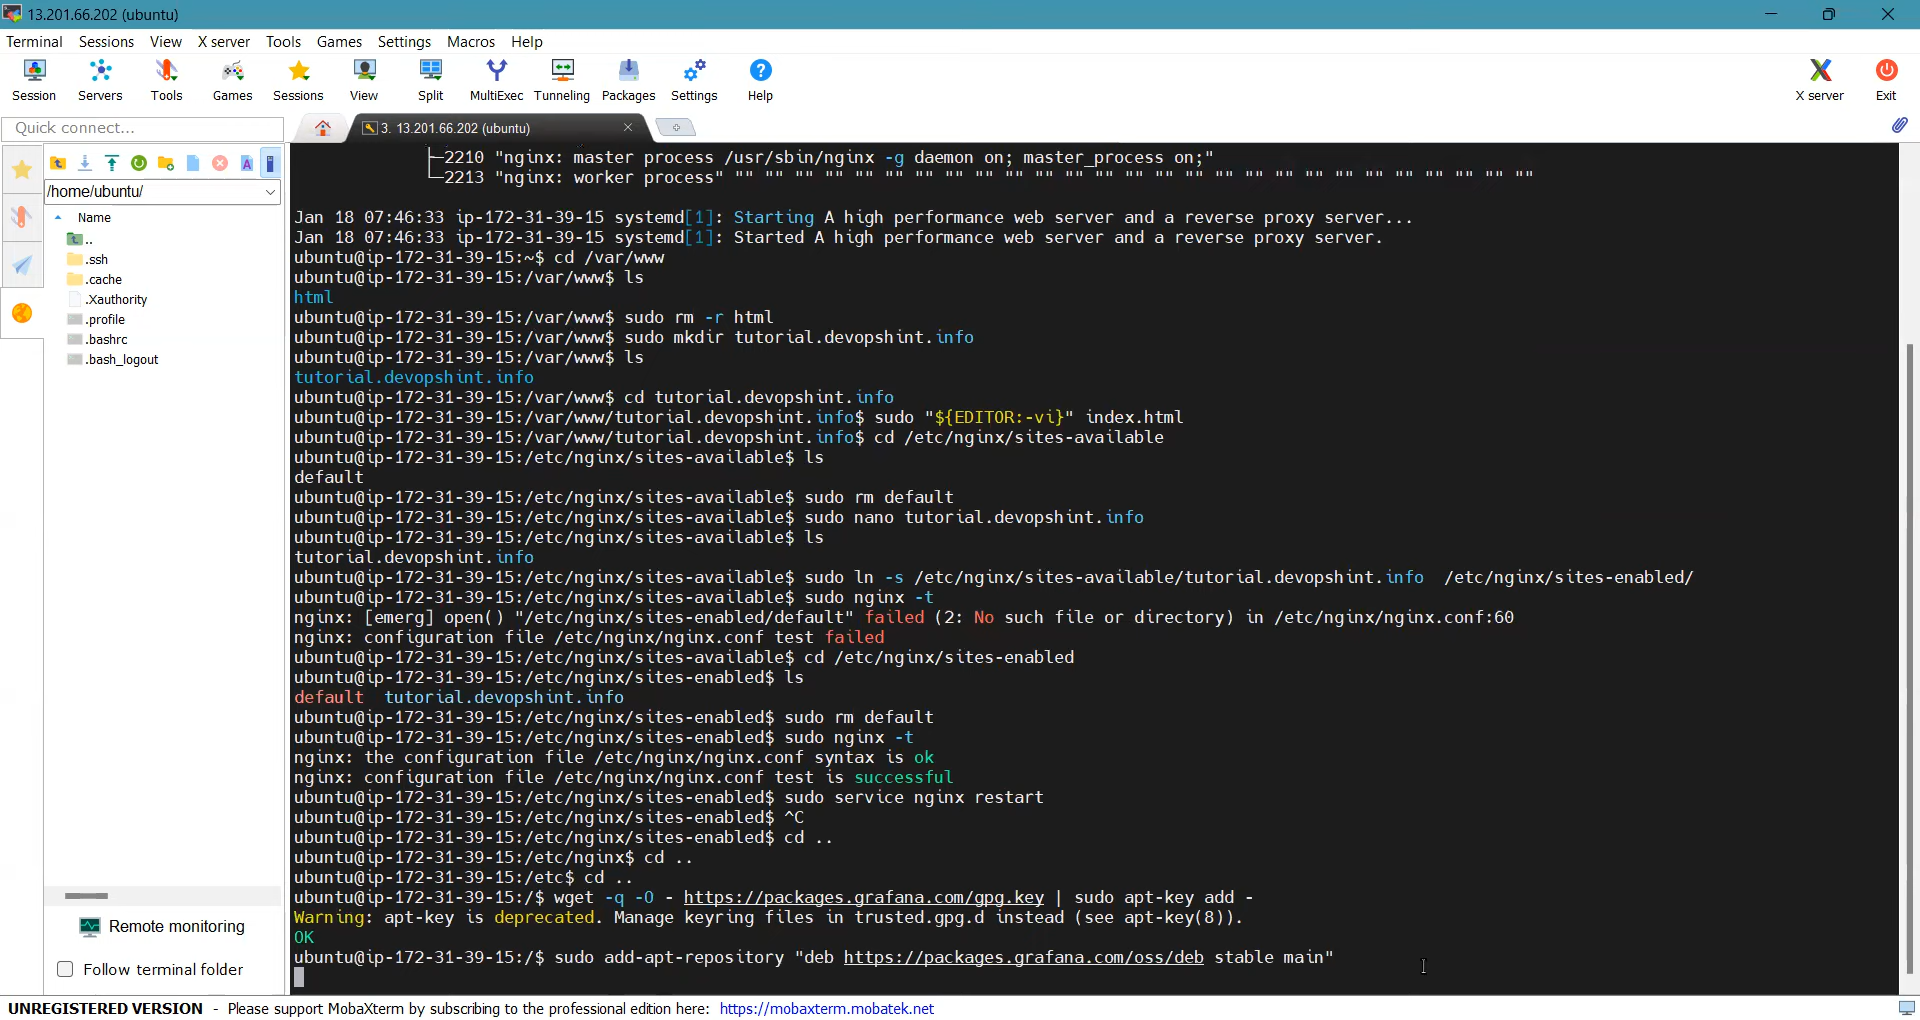 13.201.66.202 (ubuntu)
Terminal Sessions View X server Tools Games Settings Macros Help
Session Servers Tools Games Sessions View Split MultiExec Tunneling Packages Settings Help X server Exit
Quick connect...
3. 13.201.66.202 (ubuntu)
/home/ubuntu/
Name
..
.ssh
.cache
.Xauthority
.profile
.bashrc
.bash_logout
Remote monitoring
Follow terminal folder
├─2210 "nginx: master process /usr/sbin/nginx -g daemon on; master_process on;"
└─2213 "nginx: worker process" "" "" "" "" "" "" "" "" "" "" "" "" "" "" "" "" "" "" "" "" "" "" "" "" "" "" ""
Jan 18 07:46:33 ip-172-31-39-15 systemd[1]: Starting A high performance web server and a reverse proxy server...
Jan 18 07:46:33 ip-172-31-39-15 systemd[1]: Started A high performance web server and a reverse proxy server.
ubuntu@ip-172-31-39-15:~$ cd /var/www
ubuntu@ip-172-31-39-15:/var/www$ ls
html
ubuntu@ip-172-31-39-15:/var/www$ sudo rm -r html
ubuntu@ip-172-31-39-15:/var/www$ sudo mkdir tutorial.devopshint.info
ubuntu@ip-172-31-39-15:/var/www$ ls
tutorial.devopshint.info
ubuntu@ip-172-31-39-15:/var/www$ cd tutorial.devopshint.info
ubuntu@ip-172-31-39-15:/var/www/tutorial.devopshint.info$ sudo "${EDITOR:-vi}" index.html
ubuntu@ip-172-31-39-15:/var/www/tutorial.devopshint.info$ cd /etc/nginx/sites-available
ubuntu@ip-172-31-39-15:/etc/nginx/sites-available$ ls
default
ubuntu@ip-172-31-39-15:/etc/nginx/sites-available$ sudo rm default
ubuntu@ip-172-31-39-15:/etc/nginx/sites-available$ sudo nano tutorial.devopshint.info
ubuntu@ip-172-31-39-15:/etc/nginx/sites-available$ ls
tutorial.devopshint.info
ubuntu@ip-172-31-39-15:/etc/nginx/sites-available$ sudo ln -s /etc/nginx/sites-available/tutorial.devopshint.info  /etc/nginx/sites-enabled/
ubuntu@ip-172-31-39-15:/etc/nginx/sites-available$ sudo nginx -t
nginx: [emerg] open() "/etc/nginx/sites-enabled/default" failed (2: No such file or directory) in /etc/nginx/nginx.conf:60
nginx: configuration file /etc/nginx/nginx.conf test failed
ubuntu@ip-172-31-39-15:/etc/nginx/sites-available$ cd /etc/nginx/sites-enabled
ubuntu@ip-172-31-39-15:/etc/nginx/sites-enabled$ ls
default  tutorial.devopshint.info
ubuntu@ip-172-31-39-15:/etc/nginx/sites-enabled$ sudo rm default
ubuntu@ip-172-31-39-15:/etc/nginx/sites-enabled$ sudo nginx -t
nginx: the configuration file /etc/nginx/nginx.conf syntax is ok
nginx: configuration file /etc/nginx/nginx.conf test is successful
ubuntu@ip-172-31-39-15:/etc/nginx/sites-enabled$ sudo service nginx restart
ubuntu@ip-172-31-39-15:/etc/nginx/sites-enabled$ ^C
ubuntu@ip-172-31-39-15:/etc/nginx/sites-enabled$ cd ..
ubuntu@ip-172-31-39-15:/etc/nginx$ cd ..
ubuntu@ip-172-31-39-15:/etc$ cd ..
ubuntu@ip-172-31-39-15:/$ wget -q -O - https://packages.grafana.com/gpg.key | sudo apt-key add -
Warning: apt-key is deprecated. Manage keyring files in trusted.gpg.d instead (see apt-key(8)).
OK
ubuntu@ip-172-31-39-15:/$ sudo add-apt-repository "deb https://packages.grafana.com/oss/deb stable main"
UNREGISTERED VERSION - Please support MobaXterm by subscribing to the professional edition here: https://mobaxterm.mobatek.net